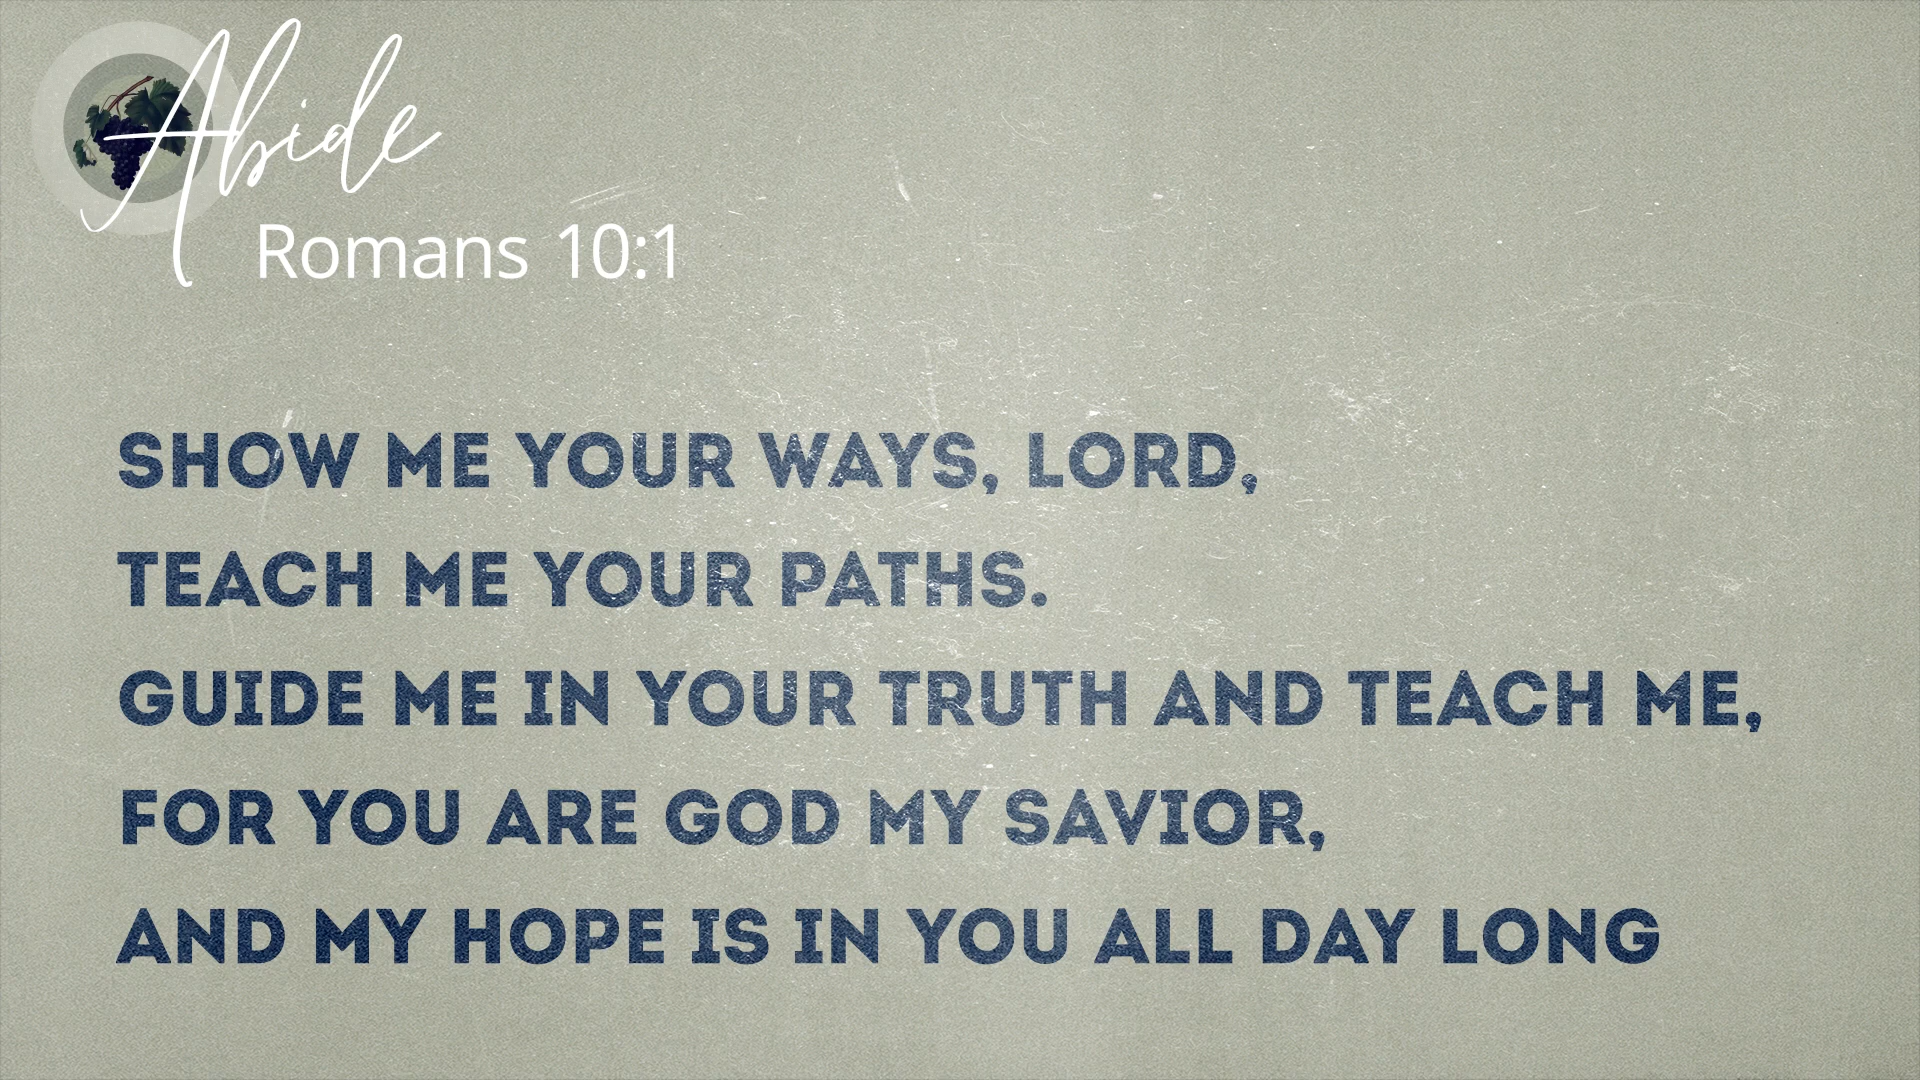 Abide
Romans 10:1
SHOW ME YOUR WAYS, LORD,
TEACH ME YOUR PATHS.
GUIDE ME IN YOUR TRUTH AND TEACH ME,
FOR YOU ARE GOD MY SAVIOR,
AND MY HOPE IS IN YOU ALL DAY LONG